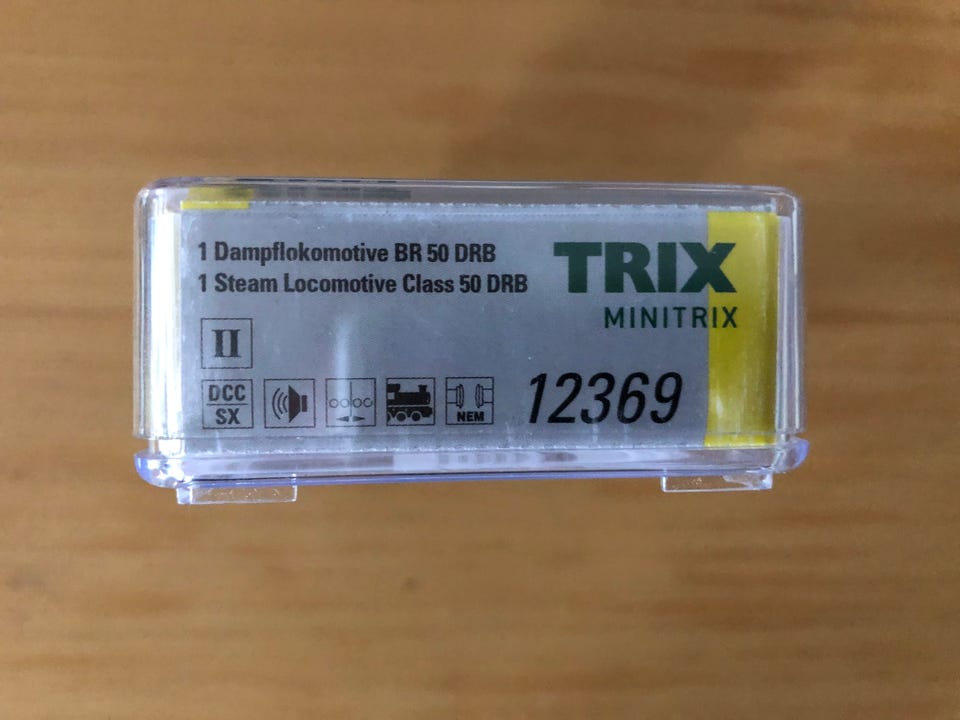 1 Dampflokomotive BR 50 DRB
1 Steam Locomotive Class 50 DRB
TRIX
MINITRIX
II
DCC
SX
NEM
12369